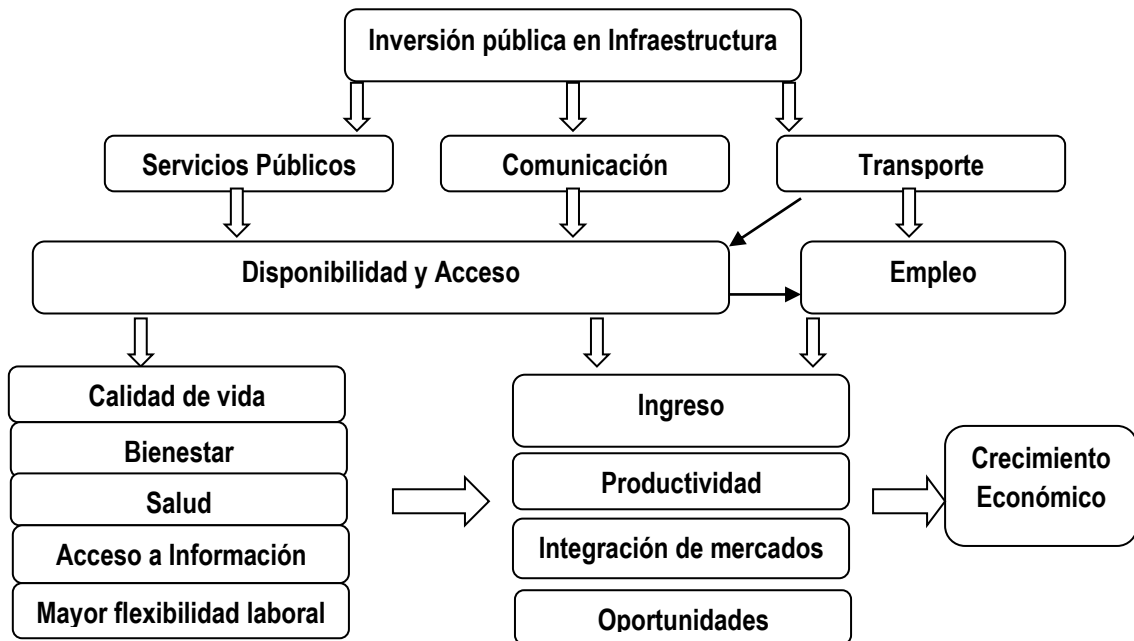 Inversión pública en Infraestructura
Servicios Públicos
Comunicación
Transporte
Disponibilidad y Acceso
Empleo
Calidad de vida
Bienestar
Salud
Acceso a Información
Mayor flexibilidad laboral
Ingreso
Productividad
Integración de mercados
Oportunidades
Crecimiento
Económico